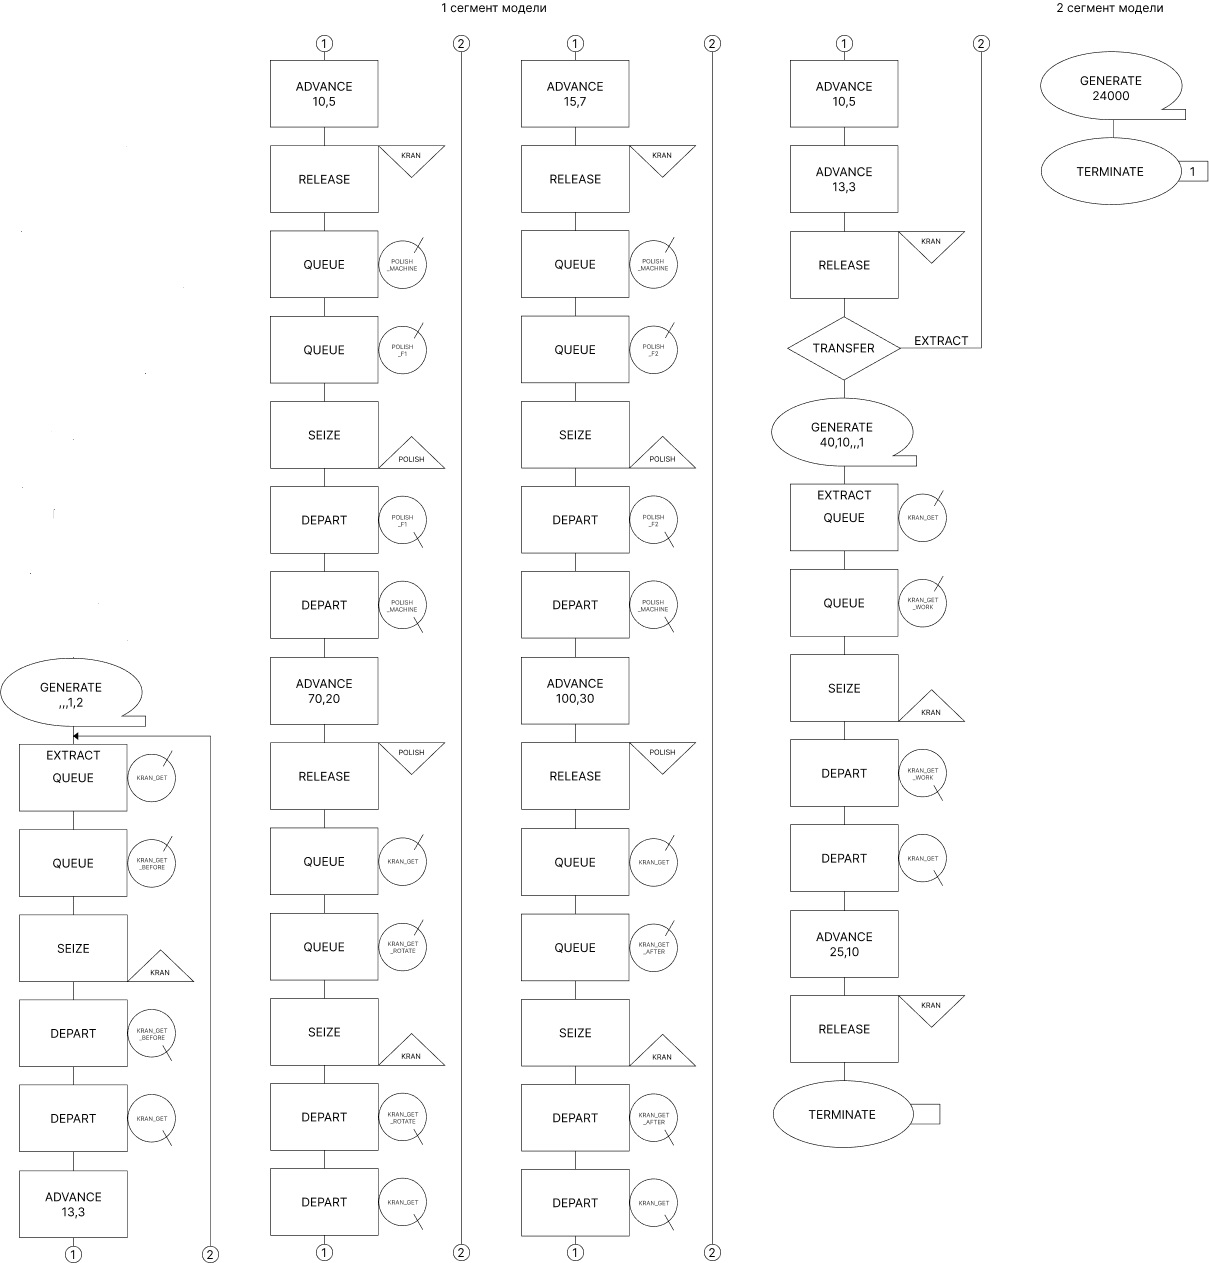 1 сегмент модели
2 сегмент модели
GENERATE
,,,1,2
EXTRACT
QUEUE
KRAN_GET
QUEUE
KRAN_GET
_BEFORE
SEIZE
KRAN
DEPART
KRAN_GET
_BEFORE
DEPART
KRAN_GET
ADVANCE
13,3
1
2
1
2
ADVANCE
10,5
RELEASE
KRAN
QUEUE
POLISH
_MACHINE
QUEUE
POLISH
_F1
SEIZE
POLISH
DEPART
POLISH
_F1
DEPART
POLISH
_MACHINE
ADVANCE
70,20
RELEASE
POLISH
QUEUE
KRAN_GET
QUEUE
KRAN_GET
_ROTATE
SEIZE
KRAN
DEPART
KRAN_GET
_ROTATE
DEPART
KRAN_GET
1
2
1
2
ADVANCE
15,7
RELEASE
KRAN
QUEUE
POLISH
_MACHINE
QUEUE
POLISH
_F2
SEIZE
POLISH
DEPART
POLISH
_F2
DEPART
POLISH
_MACHINE
ADVANCE
100,30
RELEASE
POLISH
QUEUE
KRAN_GET
QUEUE
KRAN_GET
_AFTER
SEIZE
KRAN
DEPART
KRAN_GET
_AFTER
DEPART
KRAN_GET
1
2
1
2
ADVANCE
10,5
ADVANCE
13,3
RELEASE
KRAN
TRANSFER
EXTRACT
GENERATE
40,10,,,1
EXTRACT
QUEUE
KRAN_GET
QUEUE
KRAN_GET
_WORK
SEIZE
KRAN
DEPART
KRAN_GET
_WORK
DEPART
KRAN_GET
ADVANCE
25,10
RELEASE
KRAN
TERMINATE
GENERATE
24000
TERMINATE
1